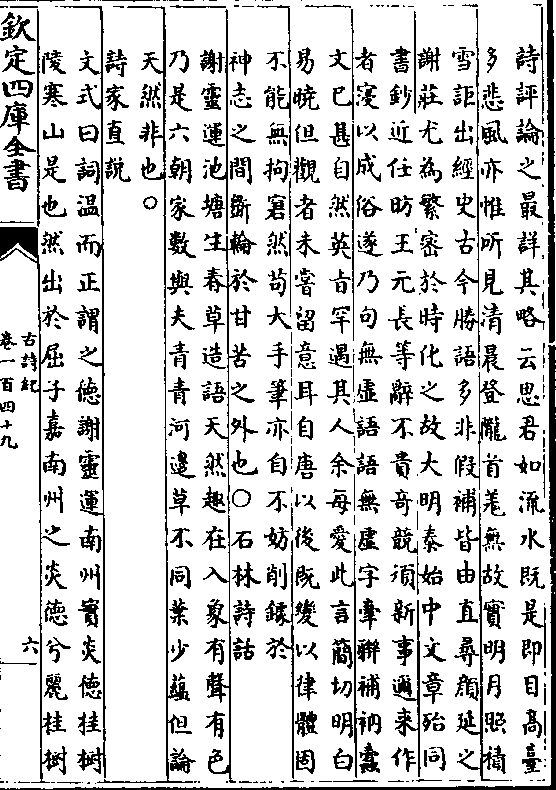 詩評論之最詳其略云思君如流水既是即目高臺
多悲風亦惟所見清晨登隴首羌無故實明月照積
雪詎出經史古今勝語多非假補皆由直尋顔延之
謝莊尤為繁密於時化之故大明泰始中文章殆同
書鈔近任昉王元長等辭不貴竒競須新事邇來作
者寖以成俗遂乃句無虛語語無虛字牽聯補衲蠧
文已甚自然英旨罕遇其人余每愛此言簡切明白
易曉但觀者未嘗留意耳自唐以後既變以律體固
不能無拘窘然茍大手筆亦自不妨削鐻於
神志之間斵輪於甘苦之外也○石林詩話
謝靈運池塘生春草造語天然趣在入象有聲有色
乃是六朝家數與夫青青河邉草不同葉少藴但論
天然非也○
詩家直説
文式曰詞温而正謂之徳謝靈運南州實炎徳桂樹
陵寒山是也然出於屈子嘉南州之炎徳兮麗桂樹
欽定四庫全書
古詩紀
卷一百四十九
六